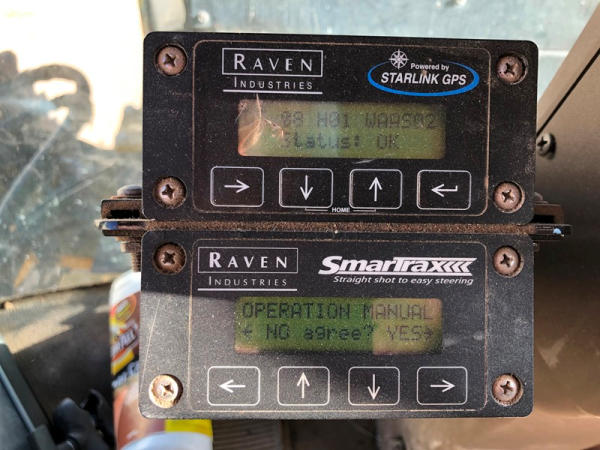 RAVEN
INDUSTRIES
Powered by
STARLINK GPS
08 H01 WAAS02
Status: OK
HOME
RAVEN
INDUSTRIES
SMARTRAX
Straight shot to easy steering
OPERATION MANUAL
← NO agree? YES→